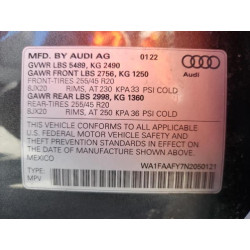 MFD. BY AUDI AG 01 22
GVWR LBS 5489, KG 2490
GAWR FRONT LBS 2756, KG 1250
FRONT-TIRES 255/45 R20
8JX20 RIMS, AT 230 KPA/33 PSI COLD
GAWR REAR LBS 2998, KG 1360
REAR-TIRES 255/45 R20
8JX20 RIMS, AT 250 KPA/36 PSI COLD
THIS VEHICLE CONFORMS TO ALL APPLICABLE
U.S. FEDERAL MOTOR VEHICLE SAFETY AND
THEFT PREVENTION STANDARDS IN EFFECT ON
THE DATE OF MANUFACTURE SHOWN ABOVE.
MEXICO
Audi
TYPE: WA1FAAFY7N2050121
MPV